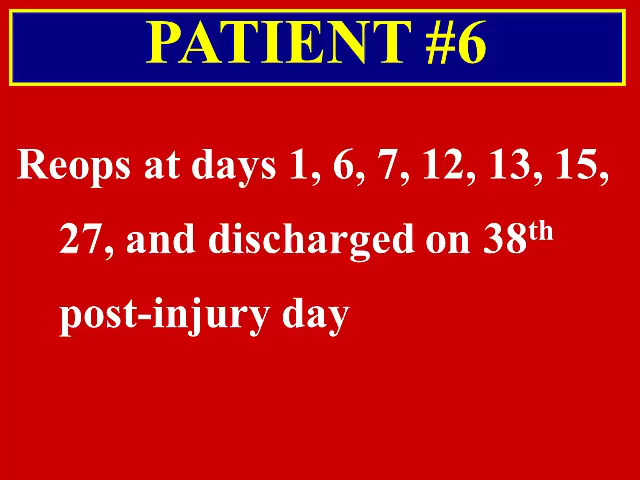 PATIENT #6
Reops at days 1, 6, 7, 12, 13, 15,
27, and discharged on 38th
post-injury day